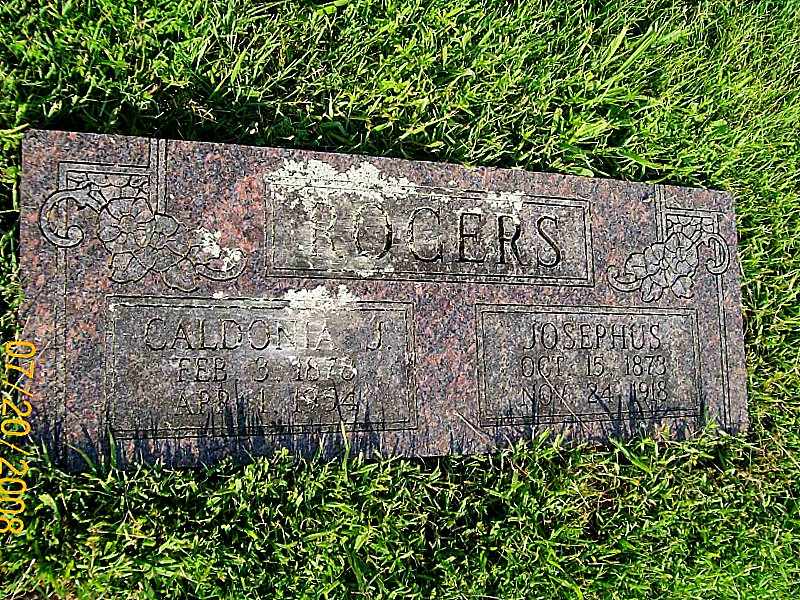 ROGERS
CALDONIA J
FEB 3 1878
APR 1 1954
JOSEPHUS
OCT. 15 1873
NOV 24 1918
07/20/2008